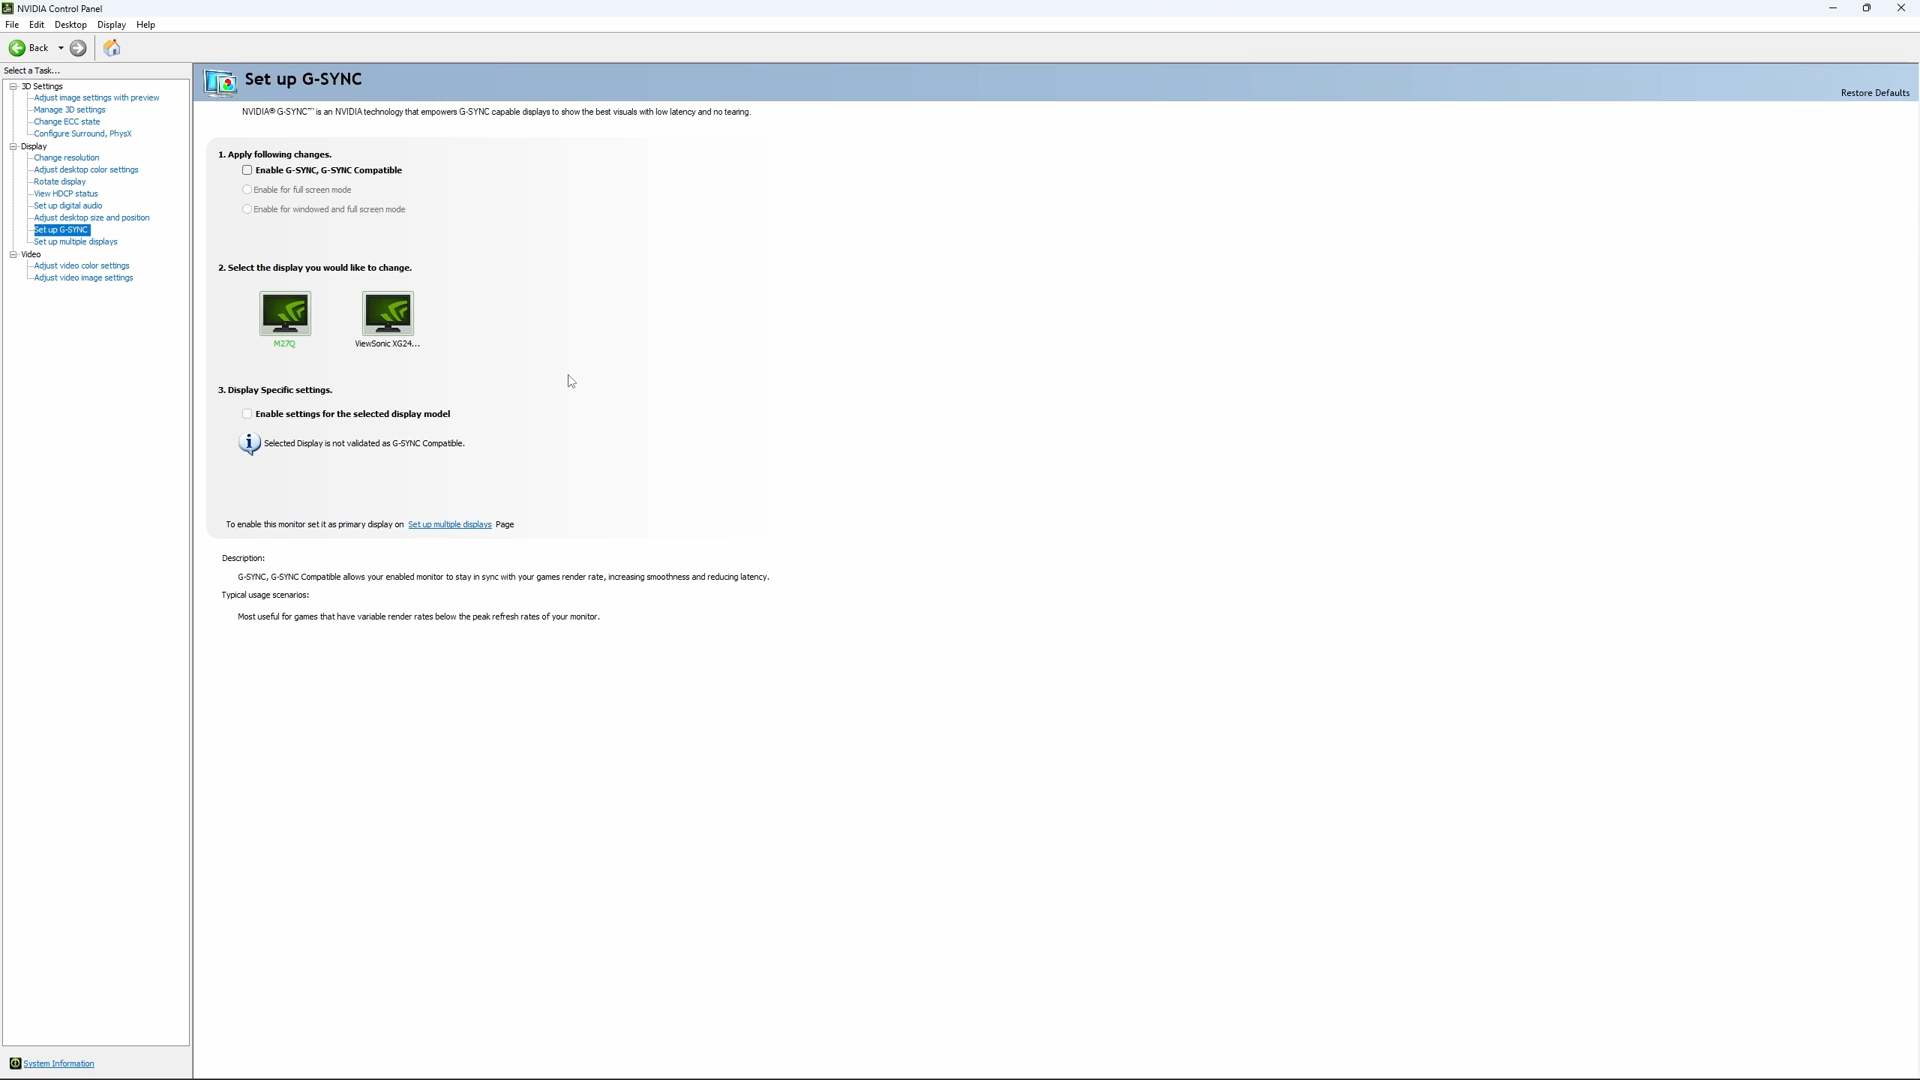 NVIDIA Control Panel
File Edit Desktop Display Help
Back
Select a Task...
3D Settings
Adjust image settings with preview
Manage 3D settings
Change ECC state
Configure Surround, PhysX
Display
Change resolution
Adjust desktop color settings
Rotate display
View HDCP status
Set up digital audio
Adjust desktop size and position
Set up G-SYNC
Set up multiple displays
Video
Adjust video color settings
Adjust video image settings
System Information
Set up G-SYNC
Restore Defaults
NVIDIA® G-SYNC™ is an NVIDIA technology that empowers G-SYNC capable displays to show the best visuals with low latency and no tearing.
1. Apply following changes.
Enable G-SYNC, G-SYNC Compatible
Enable for full screen mode
Enable for windowed and full screen mode
2. Select the display you would like to change.
M27Q ViewSonic XG24...
3. Display Specific settings.
Enable settings for the selected display model
Selected Display is not validated as G-SYNC Compatible.
To enable this monitor set it as primary display on Set up multiple displays Page
Description:
G-SYNC, G-SYNC Compatible allows your enabled monitor to stay in sync with your games render rate, increasing smoothness and reducing latency.
Typical usage scenarios:
Most useful for games that have variable render rates below the peak refresh rates of your monitor.